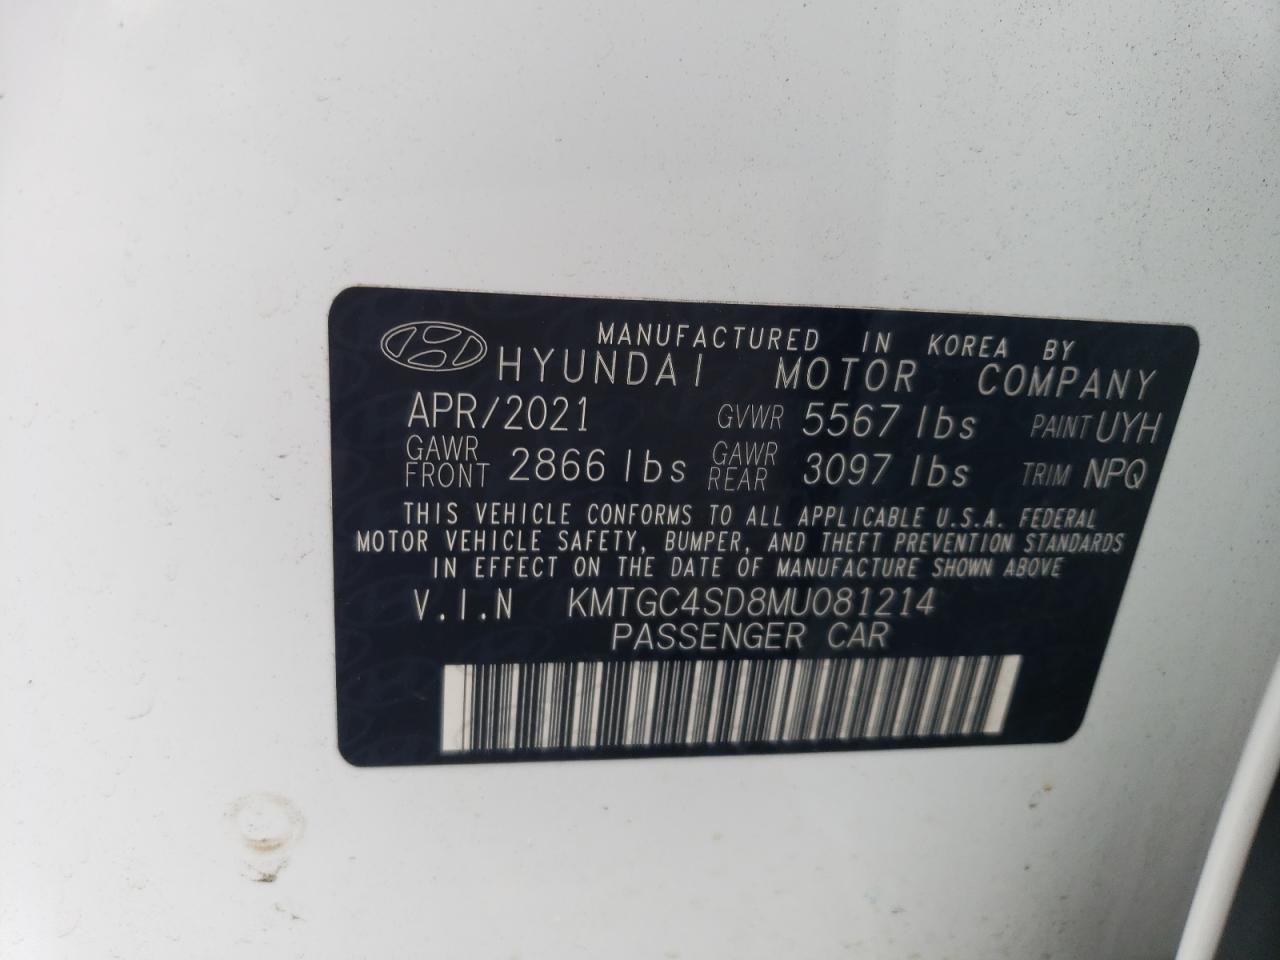 MANUFACTURED IN KOREA BY
HYUNDAI MOTOR COMPANY
APR/2021 GVWR 5567 lbs PAINT UYH
GAWR FRONT 2866 lbs GAWR REAR 3097 lbs TRIM NPQ
THIS VEHICLE CONFORMS TO ALL APPLICABLE U.S.A. FEDERAL
MOTOR VEHICLE SAFETY, BUMPER, AND THEFT PREVENTION STANDARDS
IN EFFECT ON THE DATE OF MANUFACTURE SHOWN ABOVE
V.I.N KMTGC4SD8MU081214
PASSENGER CAR